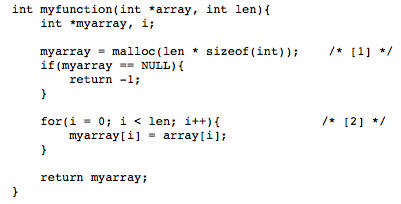 int myfunction(int *array, int len){
int *myarray, i;
myarray = malloc(len * sizeof(int)); /* [1] */
if(myarray == NULL){
return -1;
}
for(i = 0; i < len; i++){ /* [2] */
myarray[i] = array[i];
}
return myarray;
}